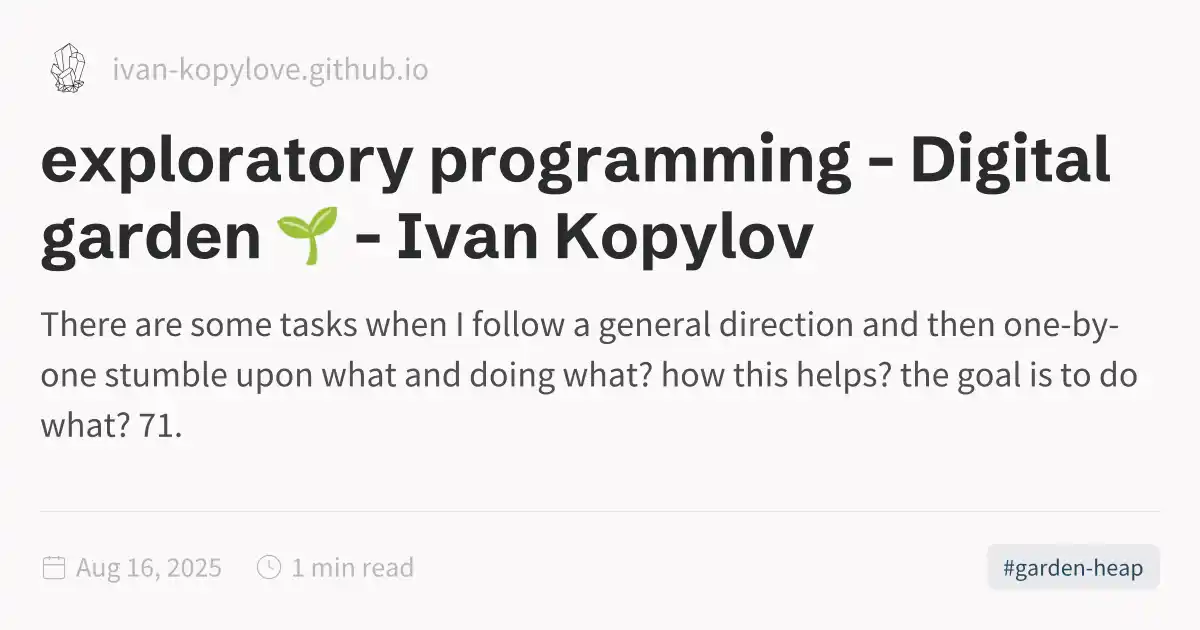 ivan-kopylove.github.io
exploratory programming - Digital
garden 🌱 - Ivan Kopylov
There are some tasks when I follow a general direction and then one-by-
one stumble upon what and doing what? how this helps? the goal is to do
what? 71.
Aug 16, 2025 1 min read
#garden-heap